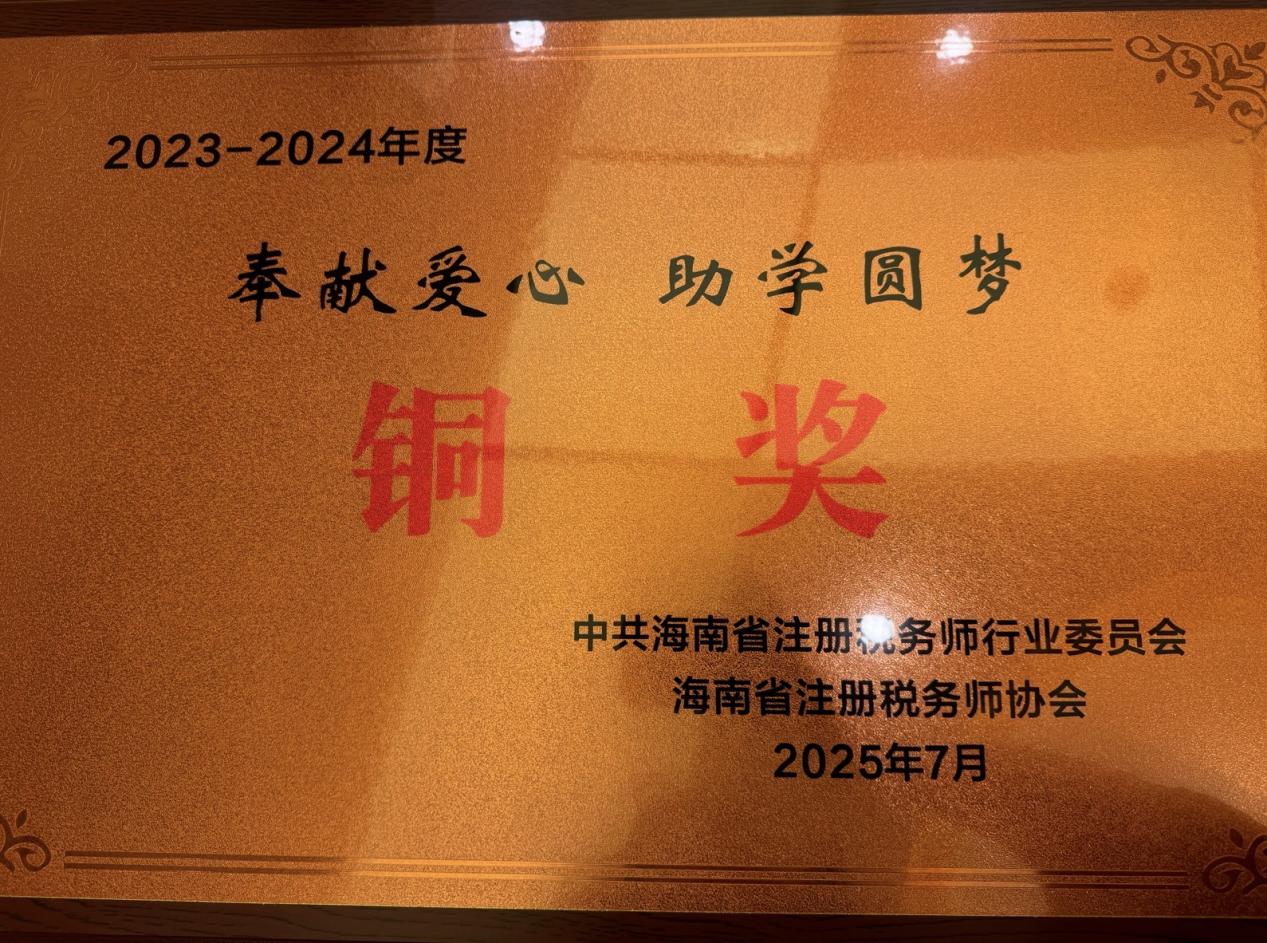 2023-2024年度
奉献爱心 助学圆梦
铜 奖
中共海南省注册税务师行业委员会
海南省注册税务师协会
2025年7月